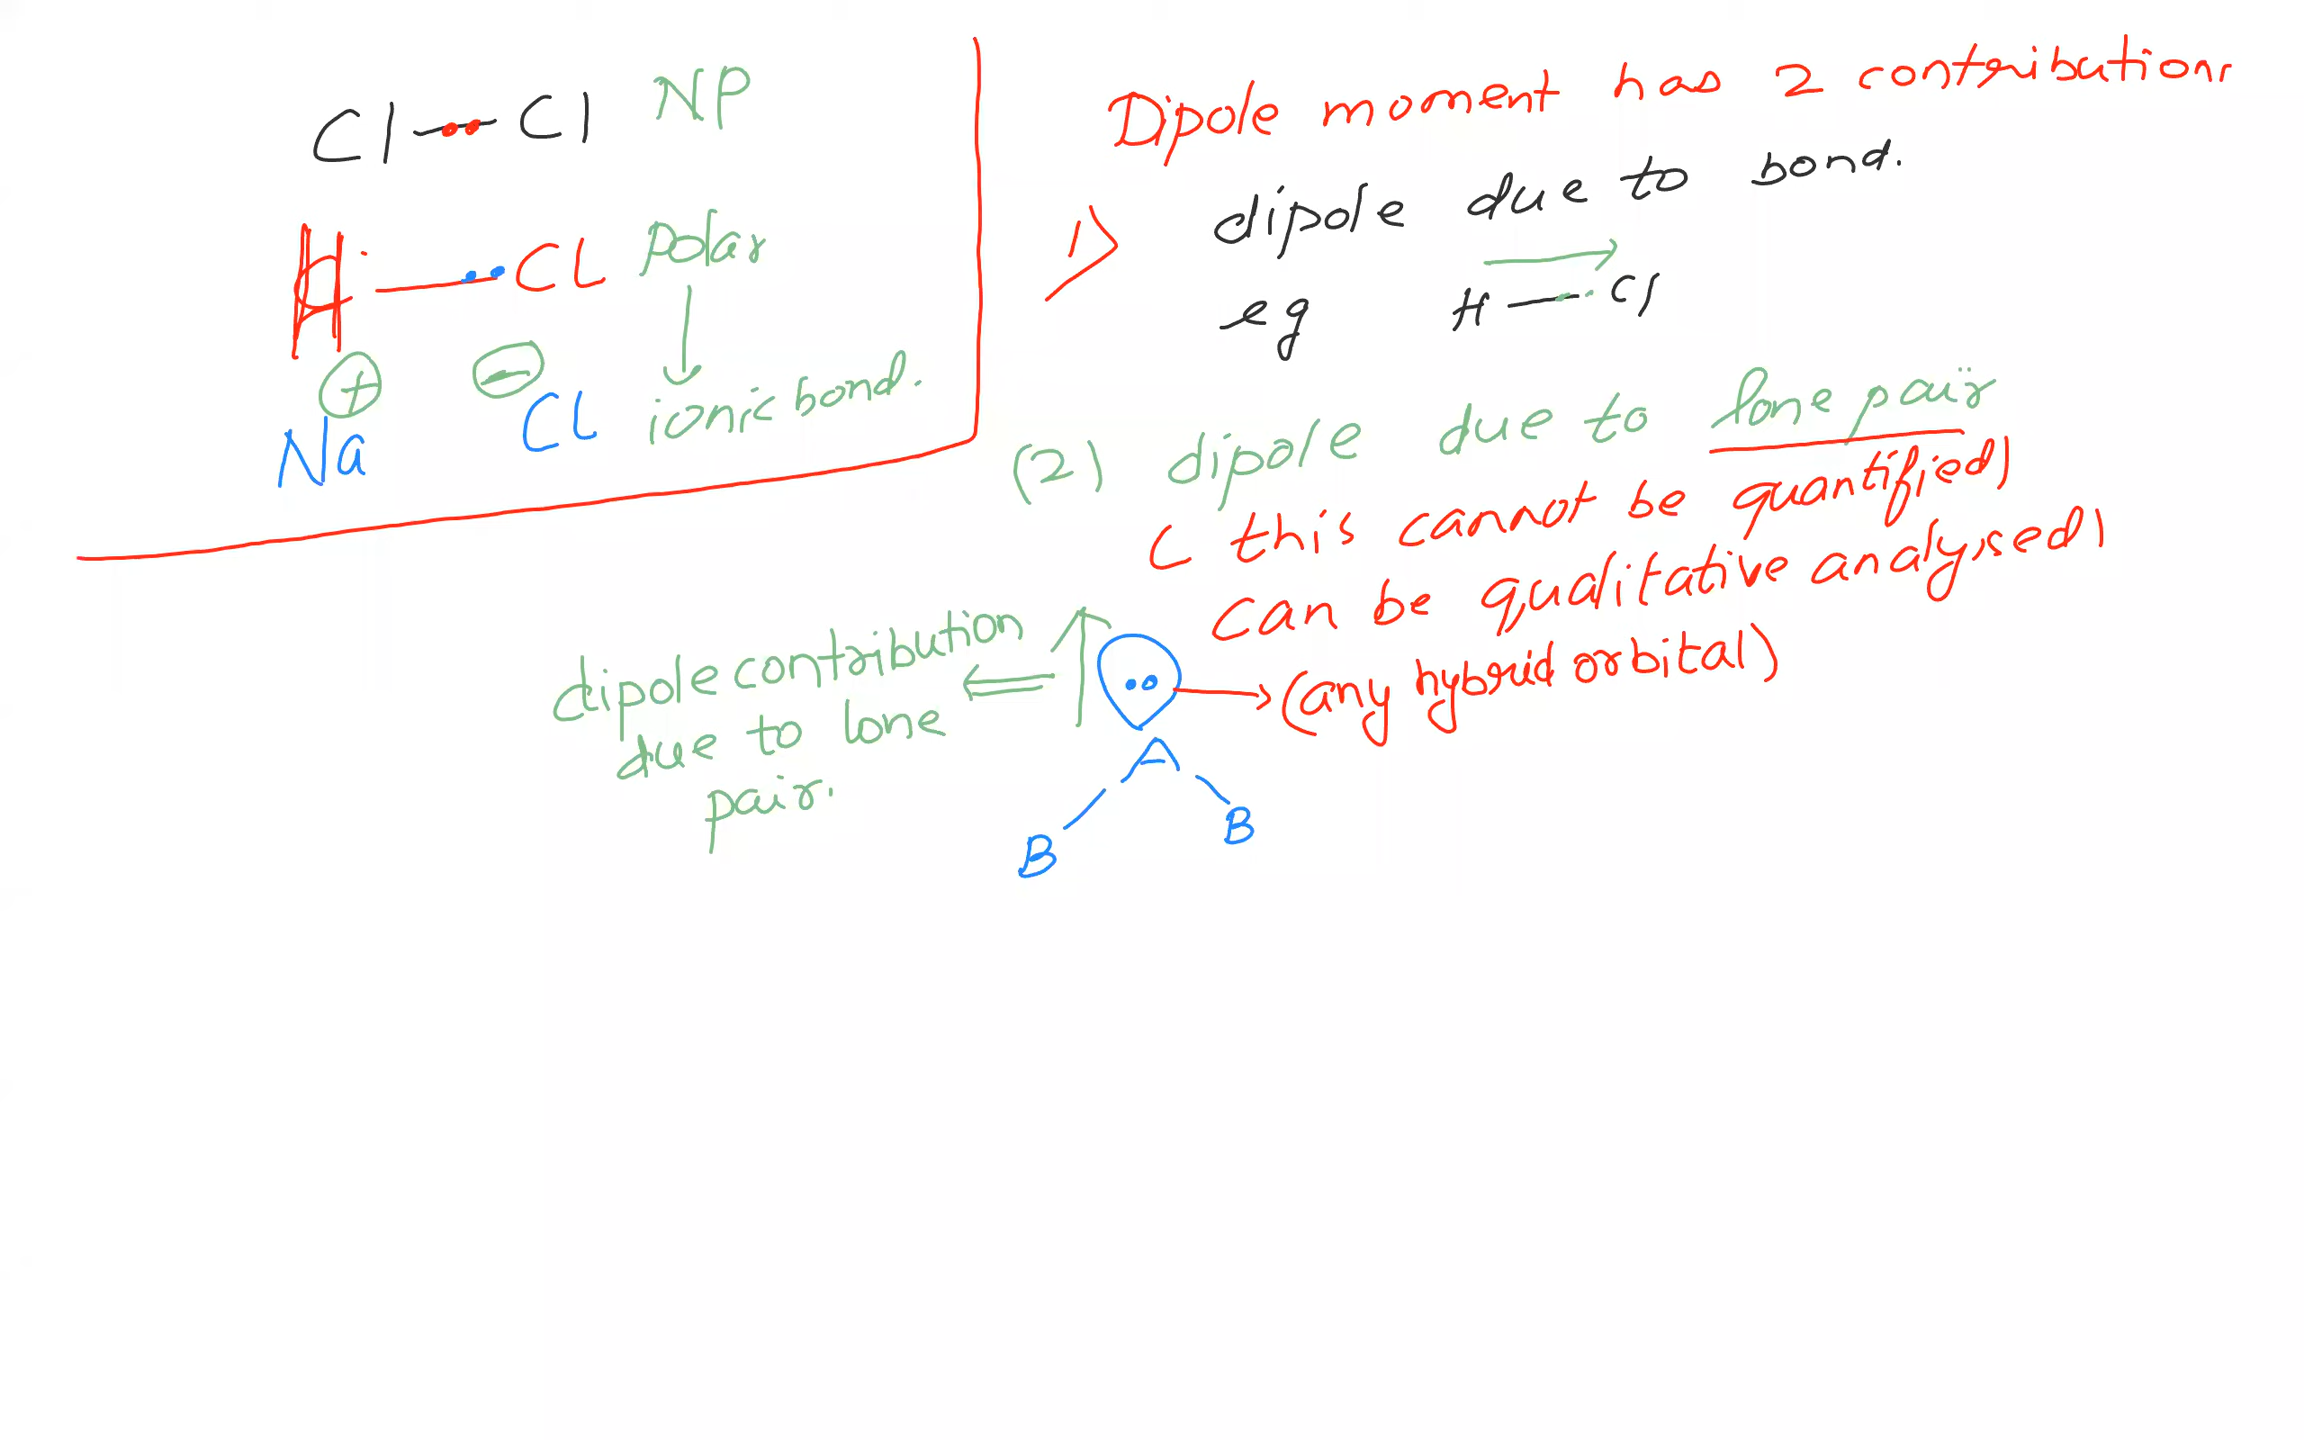 Cl — Cl NP
H — CL polar
+ −
Na CL ionic bond.
Dipole moment has 2 contributions
1) dipole due to bond.
eg H — Cl
(2) dipole due to lone pair
( this cannot be quantified)
can be qualitative analysed)
(any hybrid orbital)
dipole contribution
due to lone
pair.
A
B B